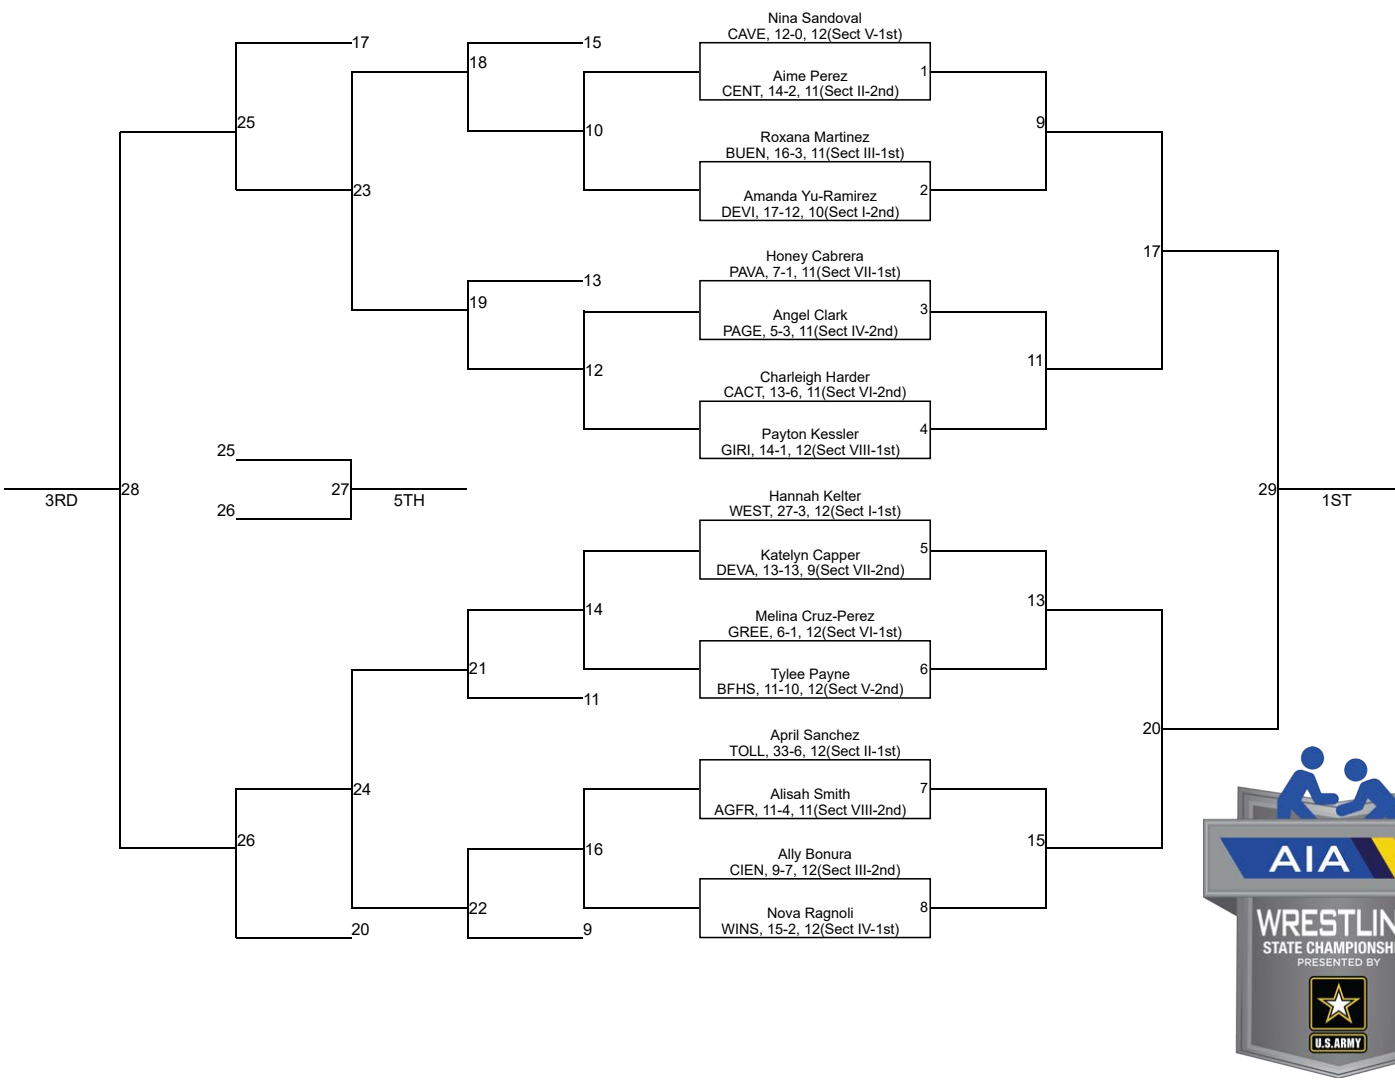 Nina Sandoval
CAVE, 12-0, 12(Sect V-1st)
17
15
18
Aime Perez
1
CENT, 14-2, 11(Sect II-2nd)
25
10
9
Roxana Martinez
BUEN, 16-3, 11(Sect III-1st)
23
Amanda Yu-Ramirez
2
DEVI, 17-12, 10(Sect I-2nd)
17
Honey Cabrera
PAVA, 7-1, 11(Sect VII-1st)
13
19
Angel Clark
3
PAGE, 5-3, 11(Sect IV-2nd)
12
11
Charleigh Harder
CACT, 13-6, 11(Sect VI-2nd)
Payton Kessler
4
GIRI, 14-1, 12(Sect VIII-1st)
25
3RD
28
27
5TH
26
29
1ST
Hannah Kelter
WEST, 27-3, 12(Sect I-1st)
Katelyn Capper
5
DEVA, 13-13, 9(Sect VII-2nd)
14
13
Melina Cruz-Perez
GREE, 6-1, 12(Sect VI-1st)
21
Tylee Payne
6
BFHS, 11-10, 12(Sect V-2nd)
11
20
April Sanchez
TOLL, 33-6, 12(Sect II-1st)
24
Alisah Smith
7
AGFR, 11-4, 11(Sect VIII-2nd)
26
16
15
Ally Bonura
CIEN, 9-7, 12(Sect III-2nd)
22
Nova Ragnoli
8
WINS, 15-2, 12(Sect IV-1st)
20
9
AIA
WRESTLIN
STATE CHAMPIONSH
PRESENTED BY
U.S.ARMY